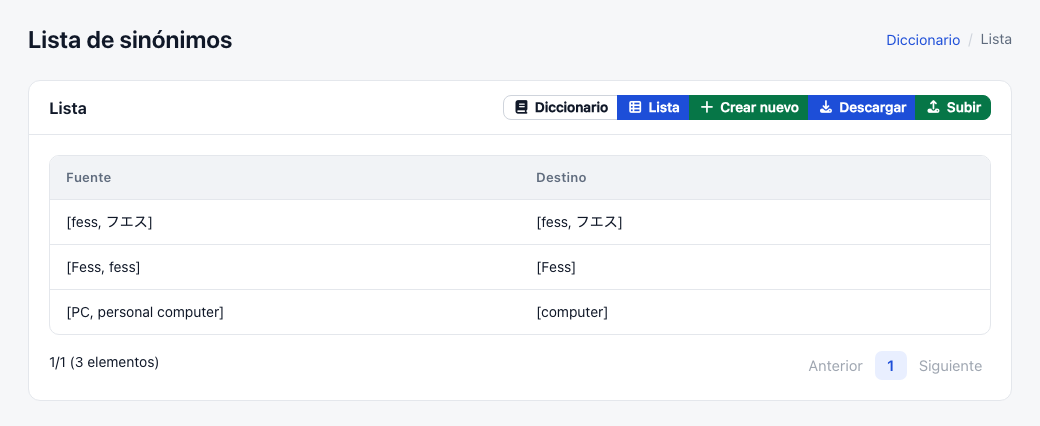 Lista de sinónimos
Diccionario / Lista
Lista
Diccionario Lista Crear nuevo Descargar Subir
Fuente Destino
[fess, フエス] [fess, フエス]
[Fess, fess] [Fess]
[PC, personal computer] [computer]
1/1 (3 elementos)
Anterior 1 Siguiente